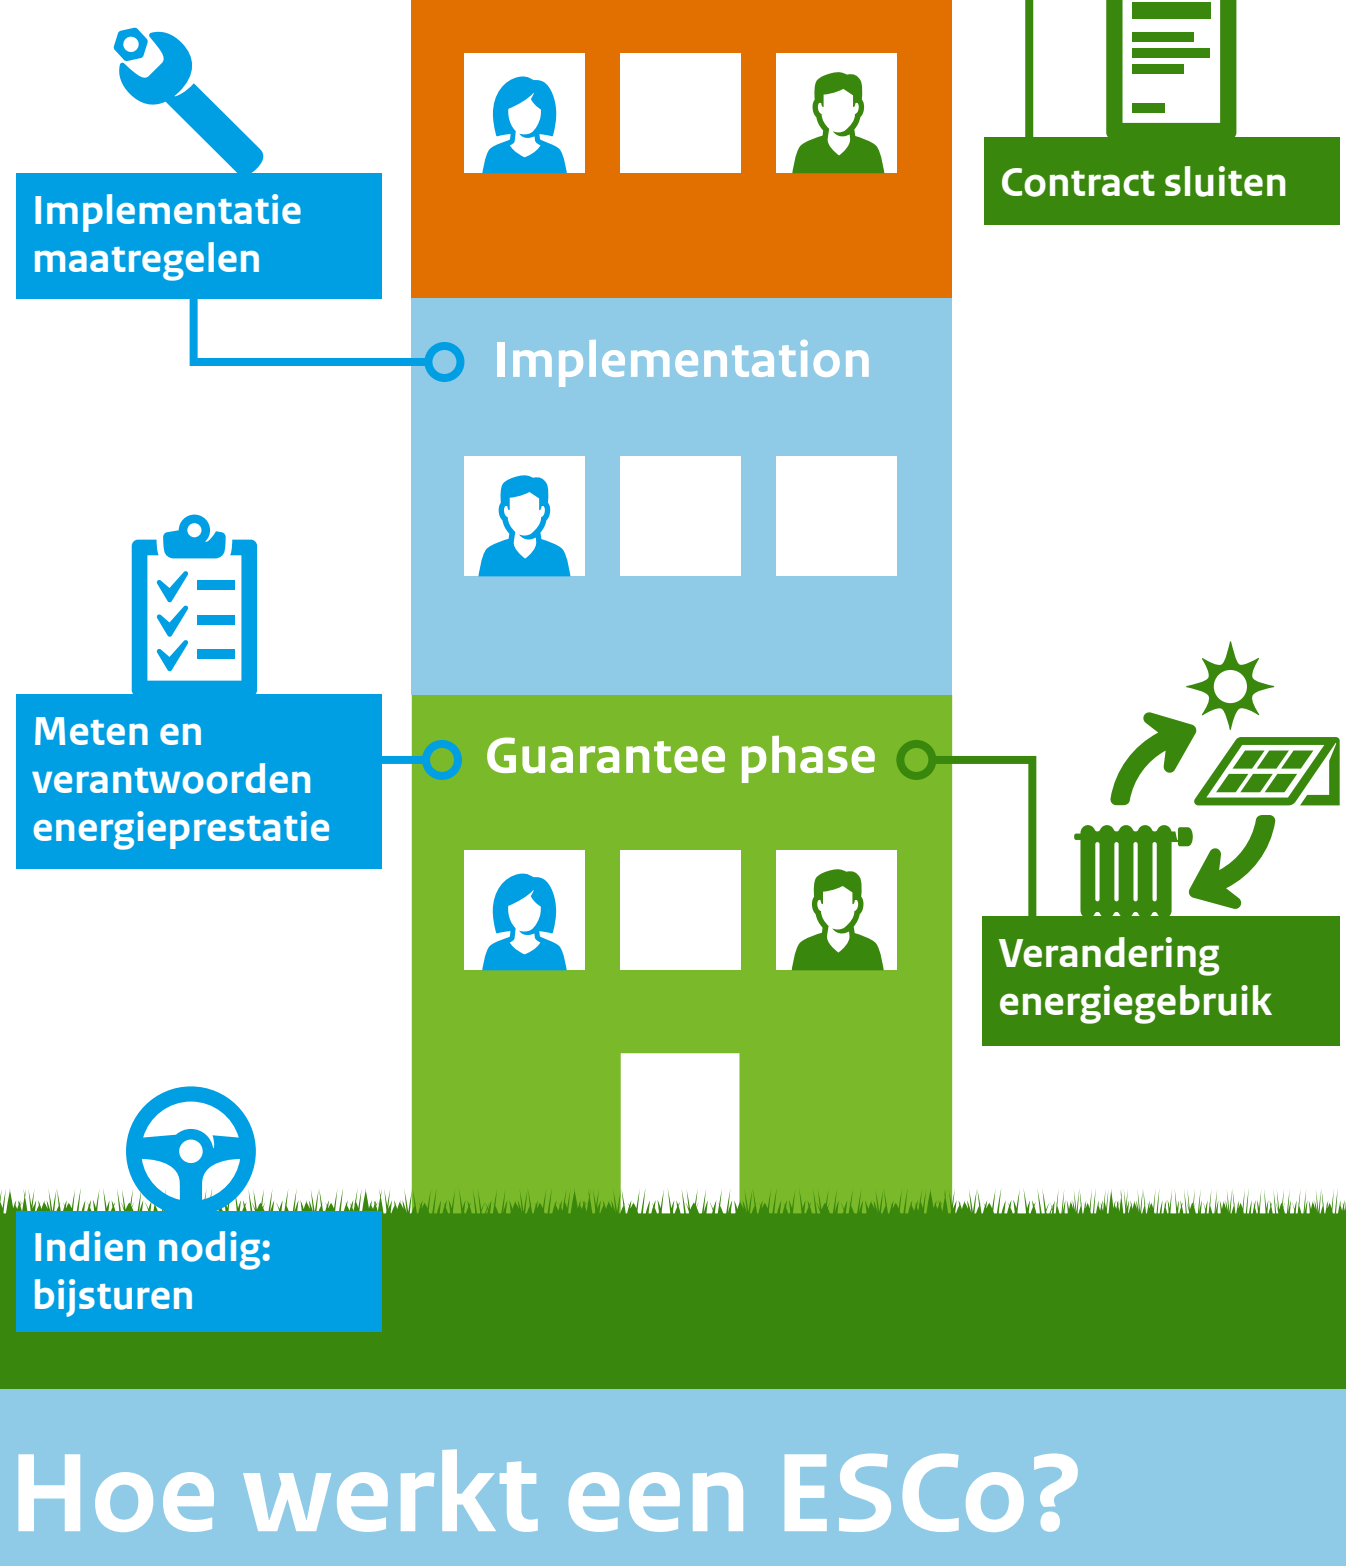 Contract sluiten
Implementatie
maatregelen
Implementation
Meten en
verantwoorden
energieprestatie
Guarantee phase
Verandering
energiegebruik
Indien nodig:
bijsturen
Hoe werkt een ESCo?